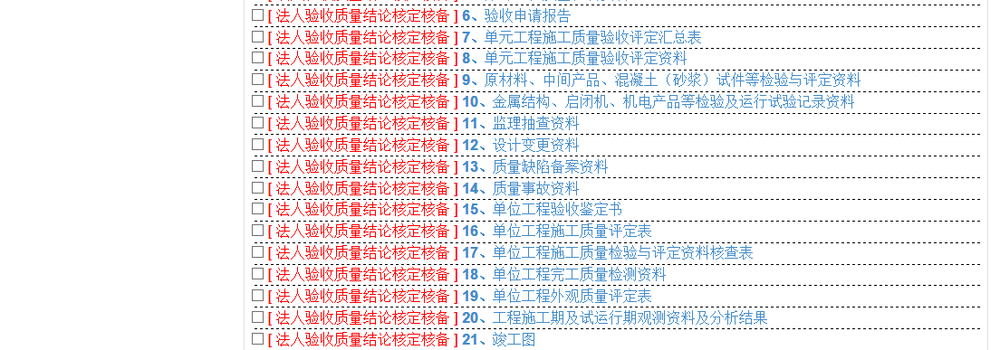 [ 法人验收质量结论核定核备 ] 6、验收申请报告
[ 法人验收质量结论核定核备 ] 7、单元工程施工质量验收评定汇总表
[ 法人验收质量结论核定核备 ] 8、单元工程施工质量验收评定资料
[ 法人验收质量结论核定核备 ] 9、原材料、中间产品、混凝土（砂浆）试件等检验与评定资料
[ 法人验收质量结论核定核备 ] 10、金属结构、启闭机、机电产品等检验及运行试验记录资料
[ 法人验收质量结论核定核备 ] 11、监理抽查资料
[ 法人验收质量结论核定核备 ] 12、设计变更资料
[ 法人验收质量结论核定核备 ] 13、质量缺陷备案资料
[ 法人验收质量结论核定核备 ] 14、质量事故资料
[ 法人验收质量结论核定核备 ] 15、单位工程验收鉴定书
[ 法人验收质量结论核定核备 ] 16、单位工程施工质量评定表
[ 法人验收质量结论核定核备 ] 17、单位工程施工质量检验与评定资料核查表
[ 法人验收质量结论核定核备 ] 18、单位工程完工质量检测资料
[ 法人验收质量结论核定核备 ] 19、单位工程外观质量评定表
[ 法人验收质量结论核定核备 ] 20、工程施工期及试运行期观测资料及分析结果
[ 法人验收质量结论核定核备 ] 21、竣工图